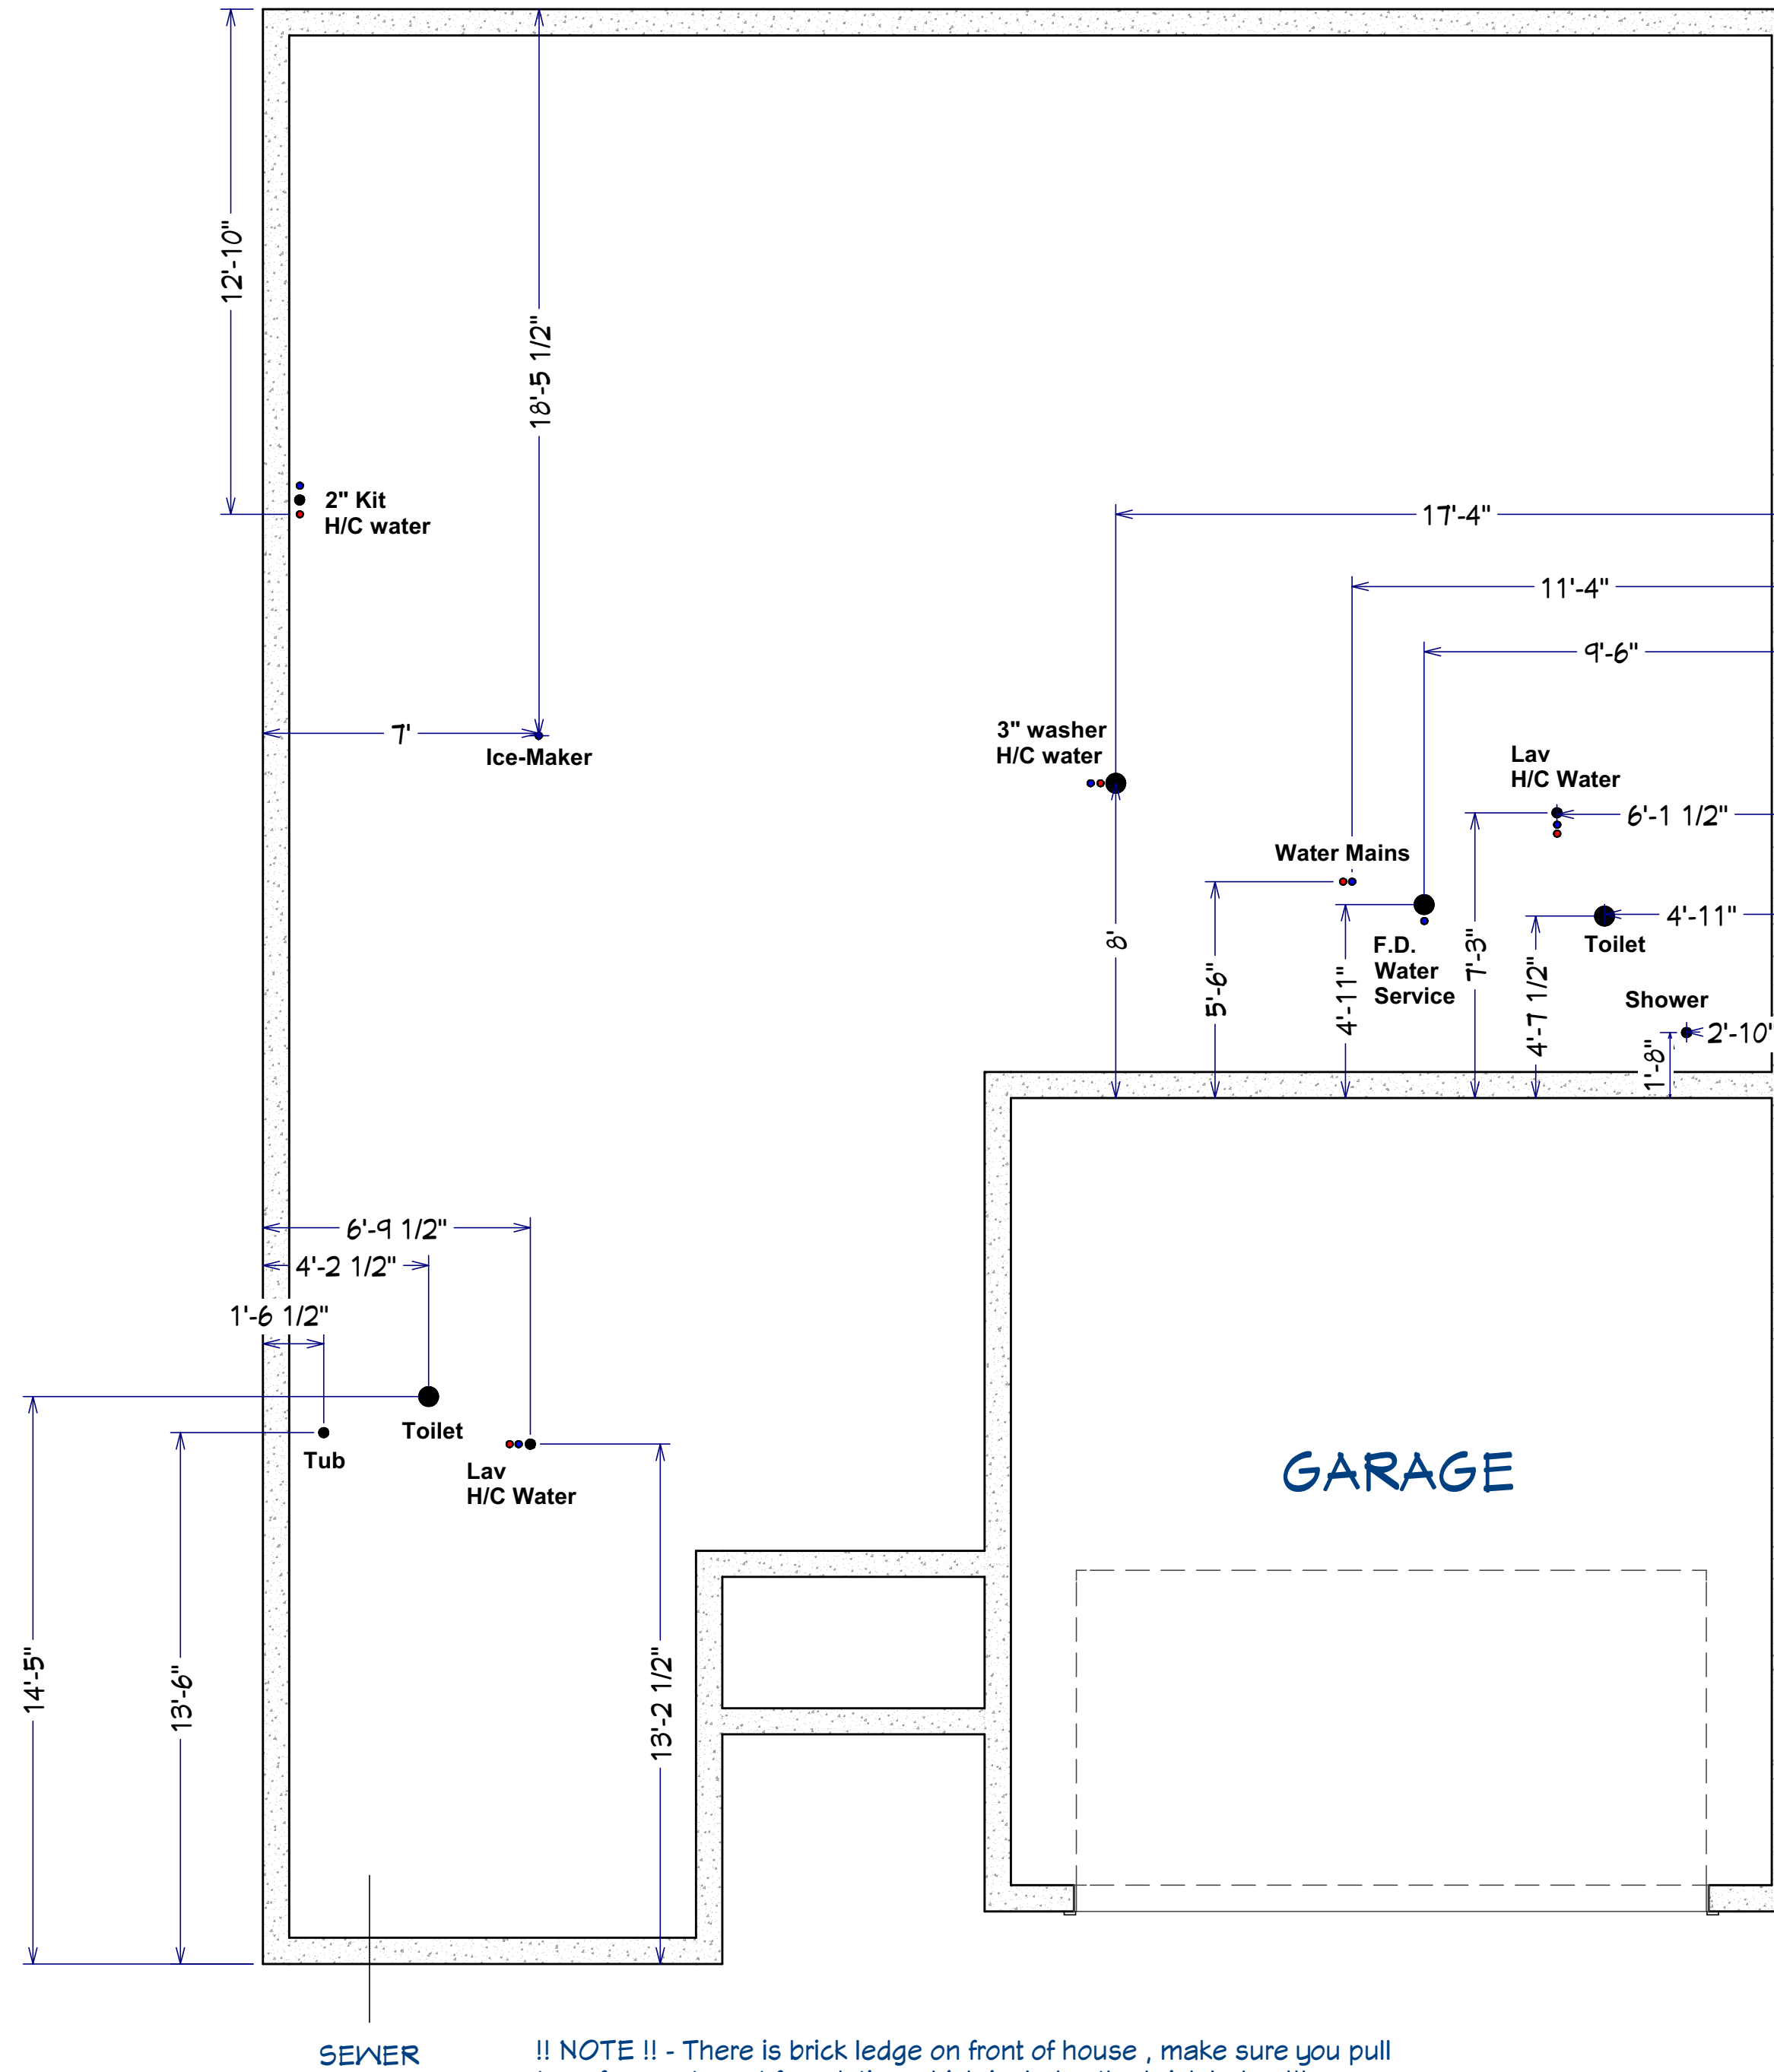 12'-10"
18'-5 1/2"
2" Kit
H/C water
17'-4"
11'-4"
9'-6"
7'
Ice-Maker
3" washer
H/C water
Lav
H/C Water
6'-1 1/2"
Water Mains
8'
5'-6"
4'-11"
F.D.
Water
Service
7'-3"
4'-7 1/2"
4'-11"
Toilet
Shower
1'-8"
2'-10"
6'-9 1/2"
4'-2 1/2"
1'-6 1/2"
Toilet
Tub
Lav
H/C Water
GARAGE
14'-5"
13'-6"
13'-2 1/2"
SEWER
!! NOTE !! - There is brick ledge on front of house , make sure you pull